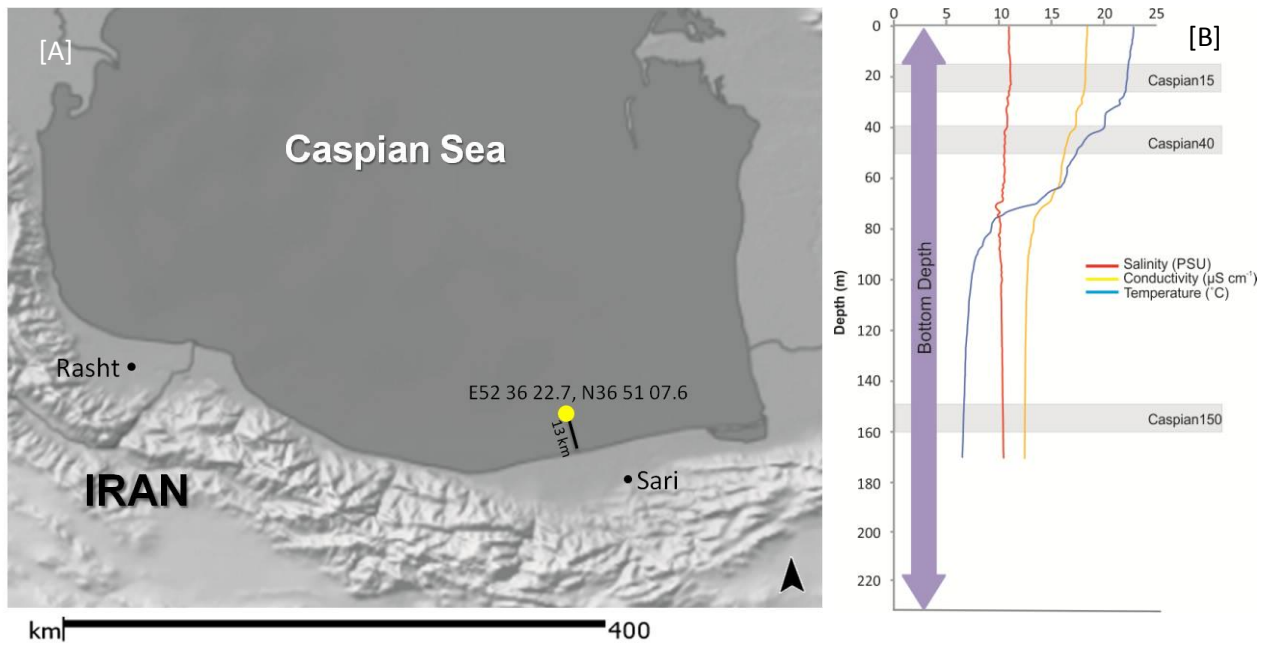 [A]
Caspian Sea
Rasht
E52 36 22.7, N36 51 07.6
13 km
IRAN
Sari
km
400
[B]
0 5 10 15 20 25
0
20
Caspian15
40
Caspian40
60
80
Salinity (PSU)
Conductivity (µS cm⁻¹)
Temperature (˚C)
100
Depth (m)
Bottom Depth
120
140
Caspian150
160
180
200
220